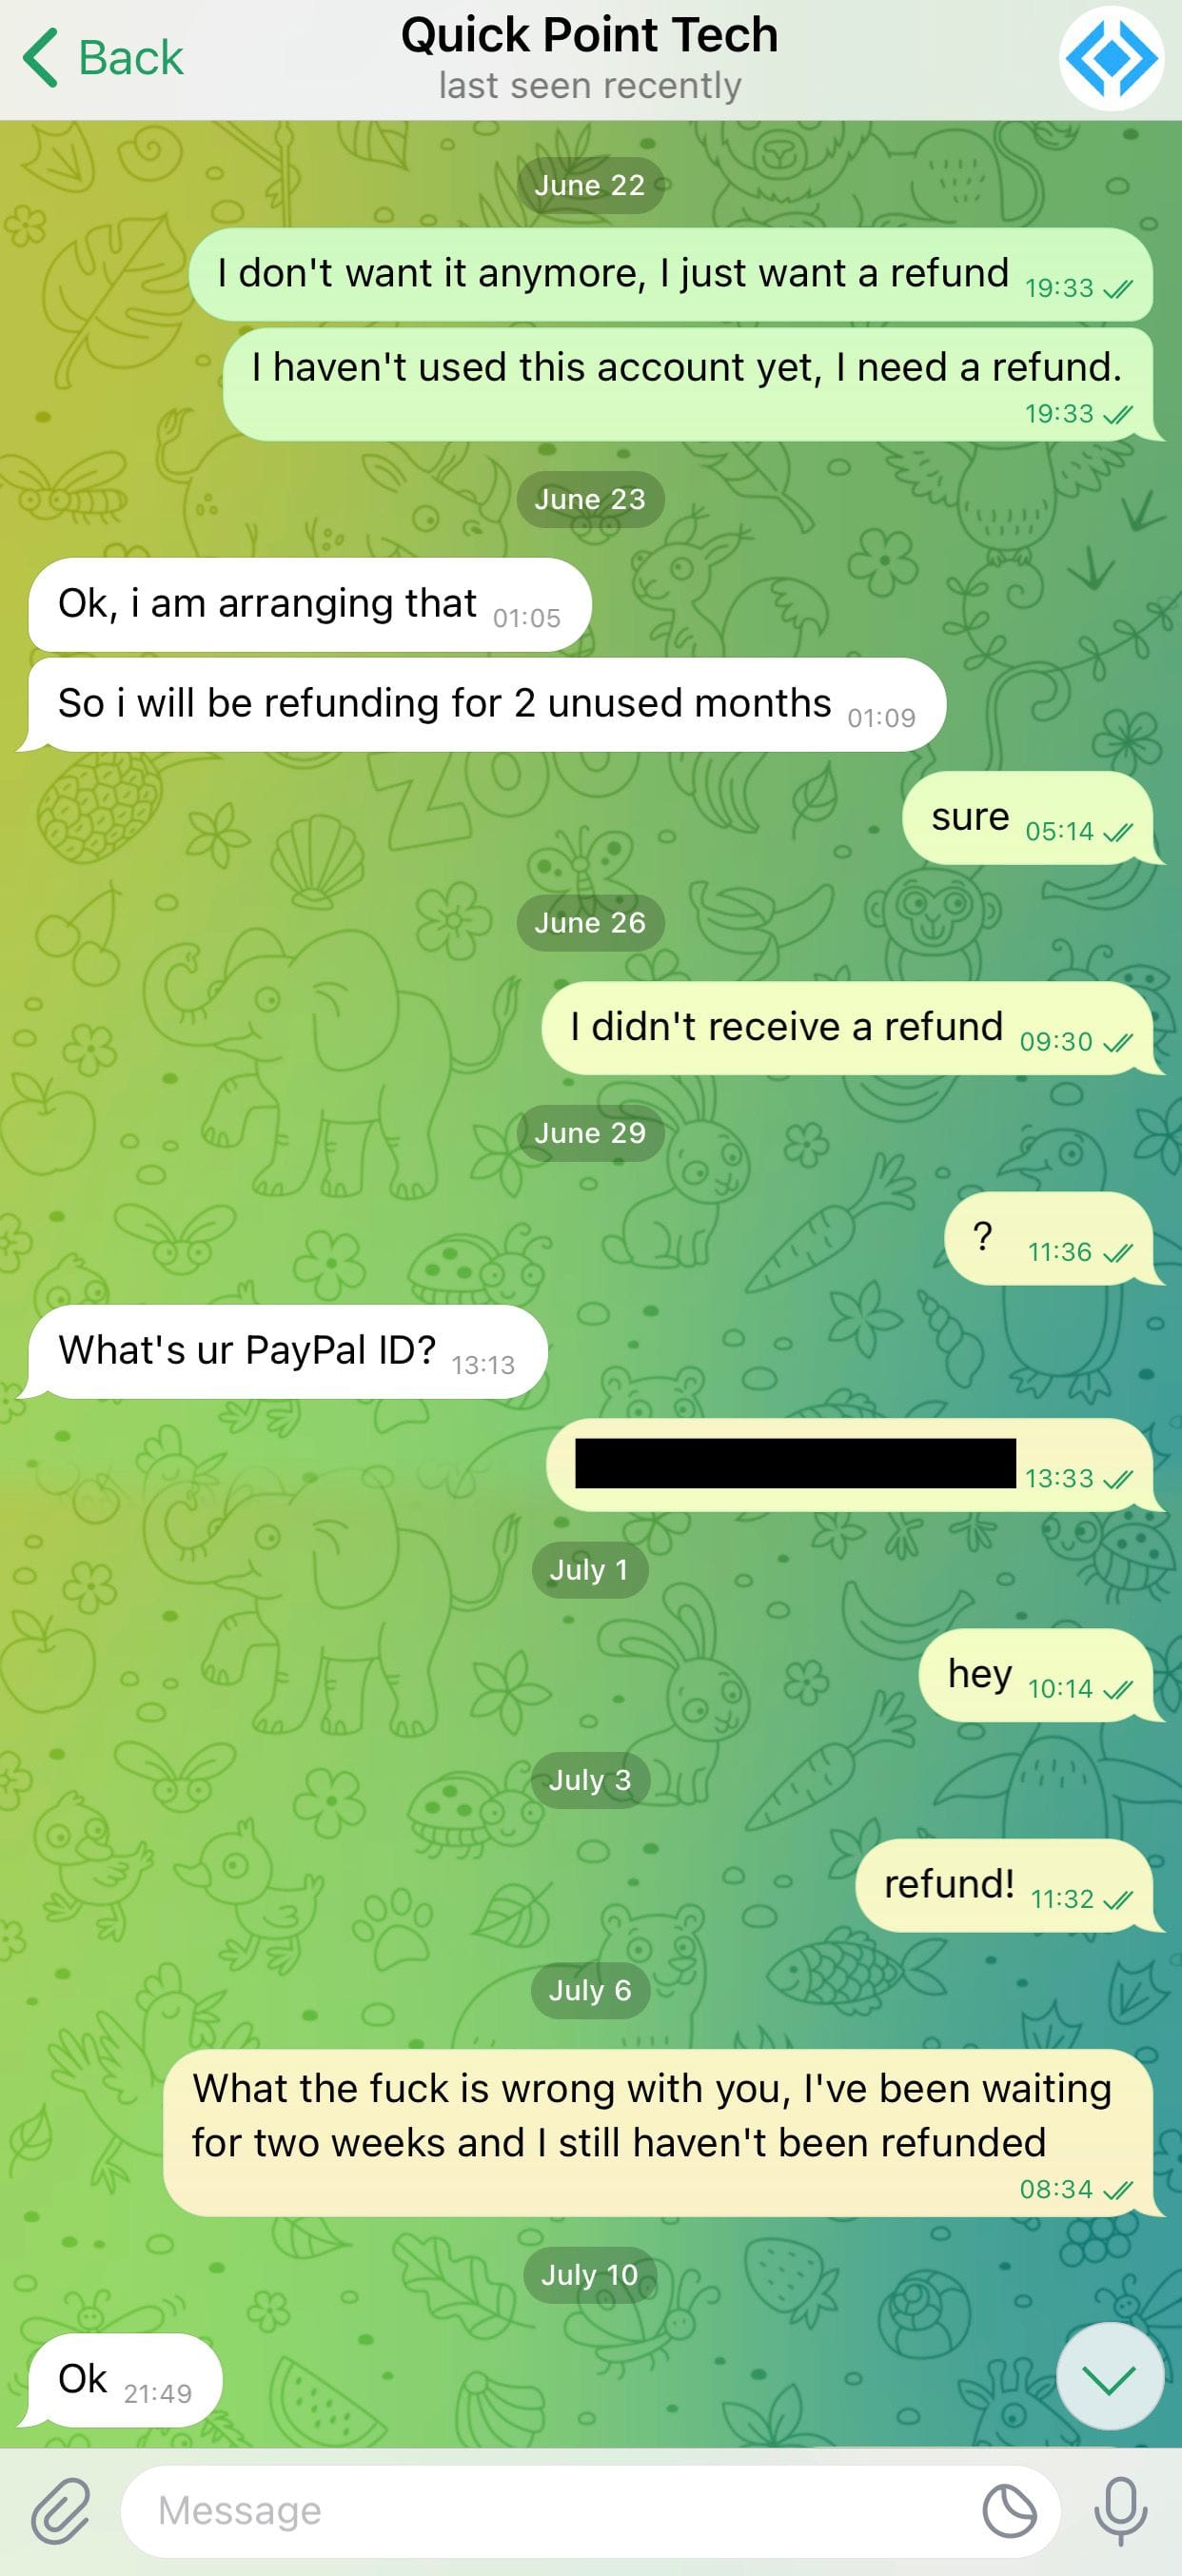 Back
Quick Point Tech
last seen recently
June 22
I don't want it anymore, I just want a refund 19:33
I haven't used this account yet, I need a refund.
19:33
June 23
Ok, i am arranging that 01:05
So i will be refunding for 2 unused months 01:09
ZOO
sure 05:14
June 26
I didn't receive a refund 09:30
June 29
? 11:36
What's ur PayPal ID? 13:13
13:33
July 1
hey 10:14
July 3
refund! 11:32
July 6
What the fuck is wrong with you, I've been waiting
for two weeks and I still haven't been refunded
08:34
July 10
Ok 21:49
Message